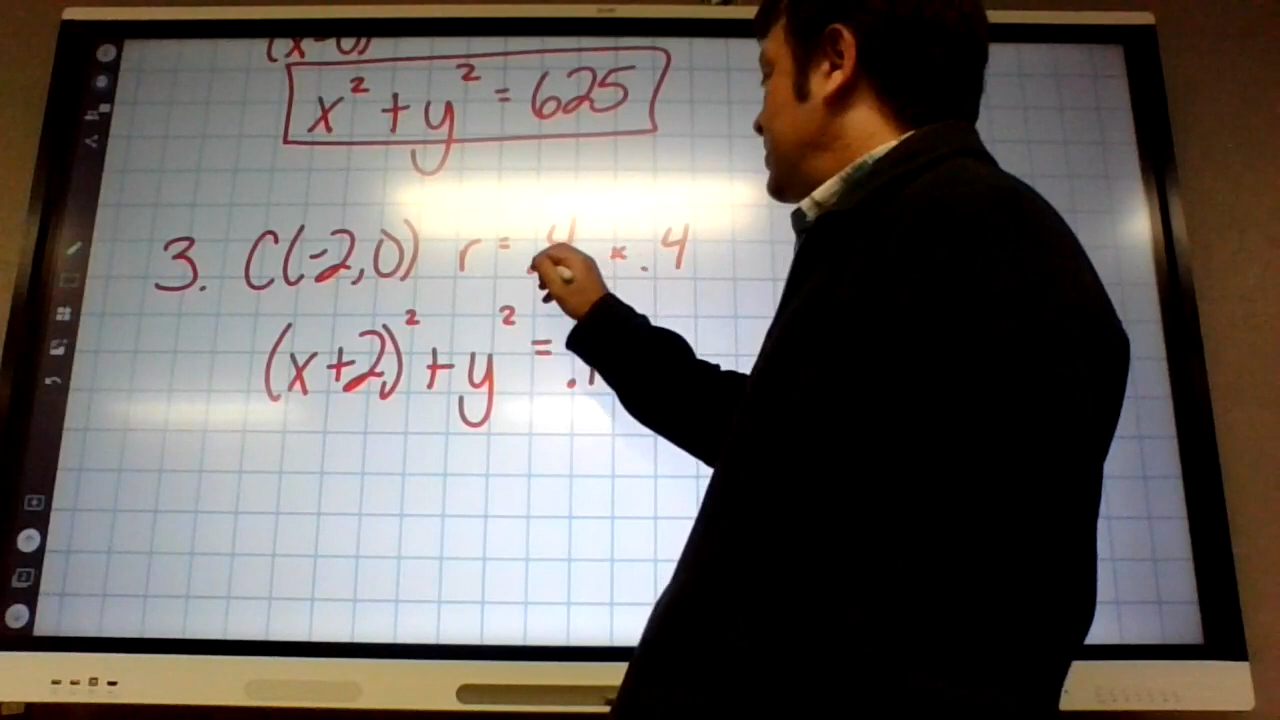 (x-0)
x² + y² = 625
3. C(-2,0) r = .4 × .4
(x+2)² + y² = .1